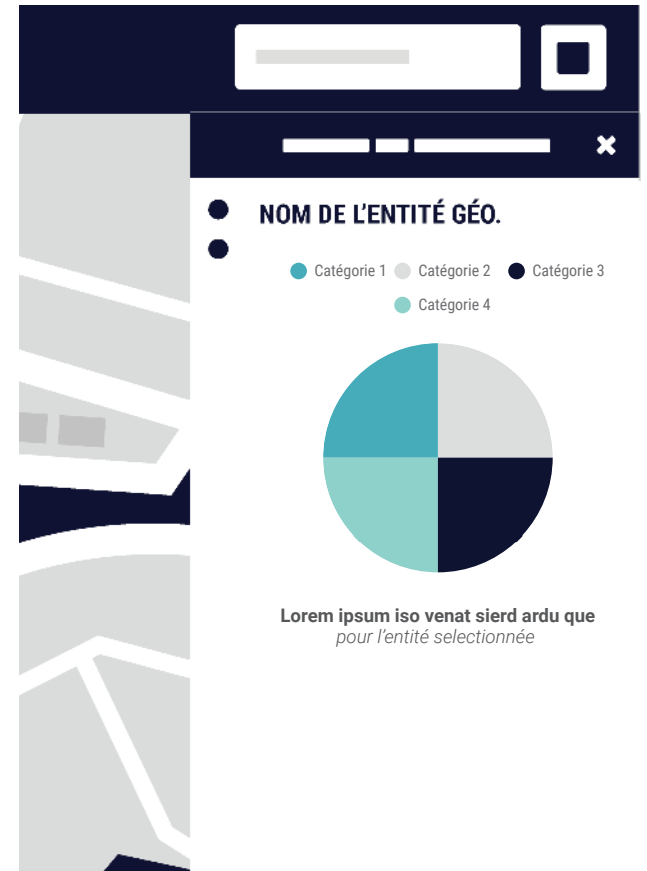 NOM DE L'ENTITÉ GÉO.
Catégorie 1 Catégorie 2 Catégorie 3
Catégorie 4
Lorem ipsum iso venat sierd ardu que
pour l'entité selectionnée